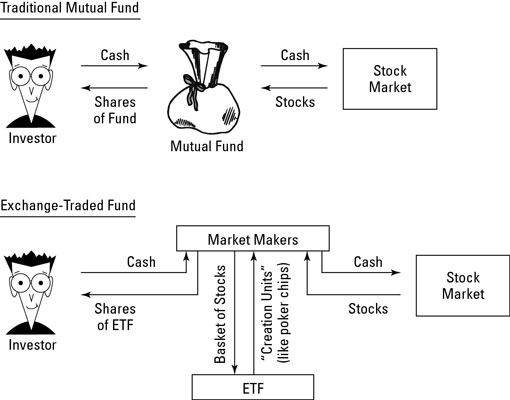 Traditional Mutual Fund
Cash
Cash
Shares
of Fund
Stocks
Stock
Market
Investor
Mutual Fund
Exchange-Traded Fund
Market Makers
Cash
Cash
Shares
of ETF
Basket of Stocks
"Creation Units"
(like poker chips)
Stocks
Stock
Market
Investor
ETF